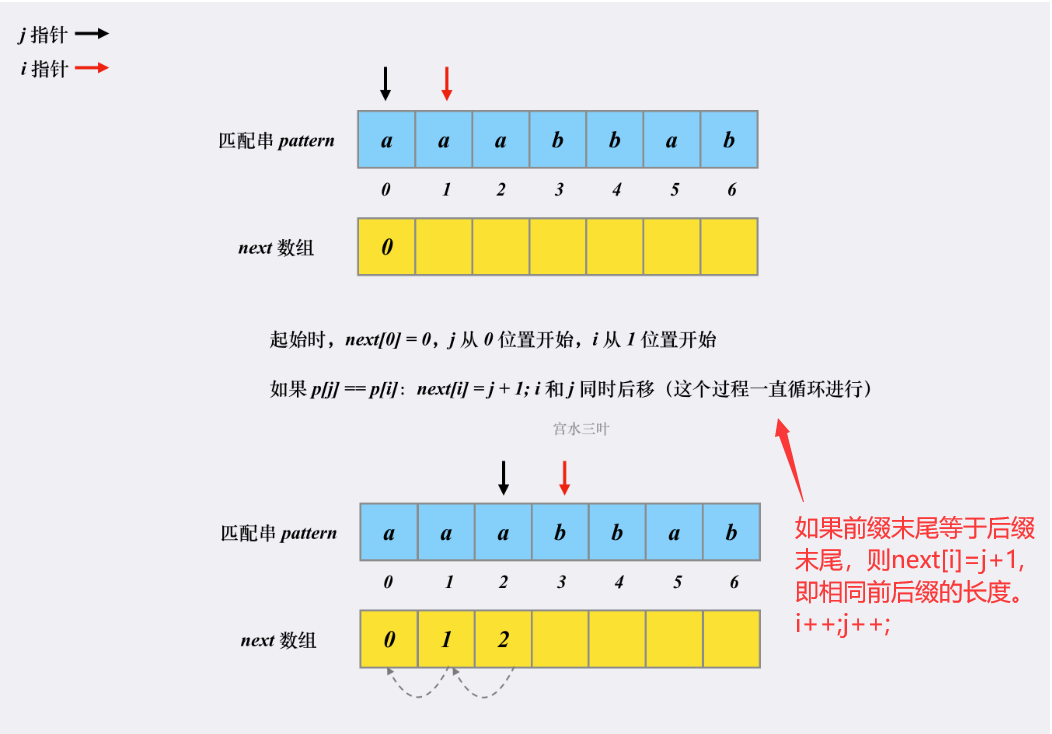 j 指针
i 指针
匹配串 pattern a a a b b a b
0 1 2 3 4 5 6
next 数组 0
起始时，next[0] = 0，j 从 0 位置开始，i 从 1 位置开始
如果 p[j] == p[i]：next[i] = j + 1; i 和 j 同时后移（这个过程一直循环进行）
宫水三叶
匹配串 pattern a a a b b a b
0 1 2 3 4 5 6
next 数组 0 1 2
如果前缀末尾等于后缀
末尾，则next[i]=j+1,
即相同前后缀的长度。
i++;j++;